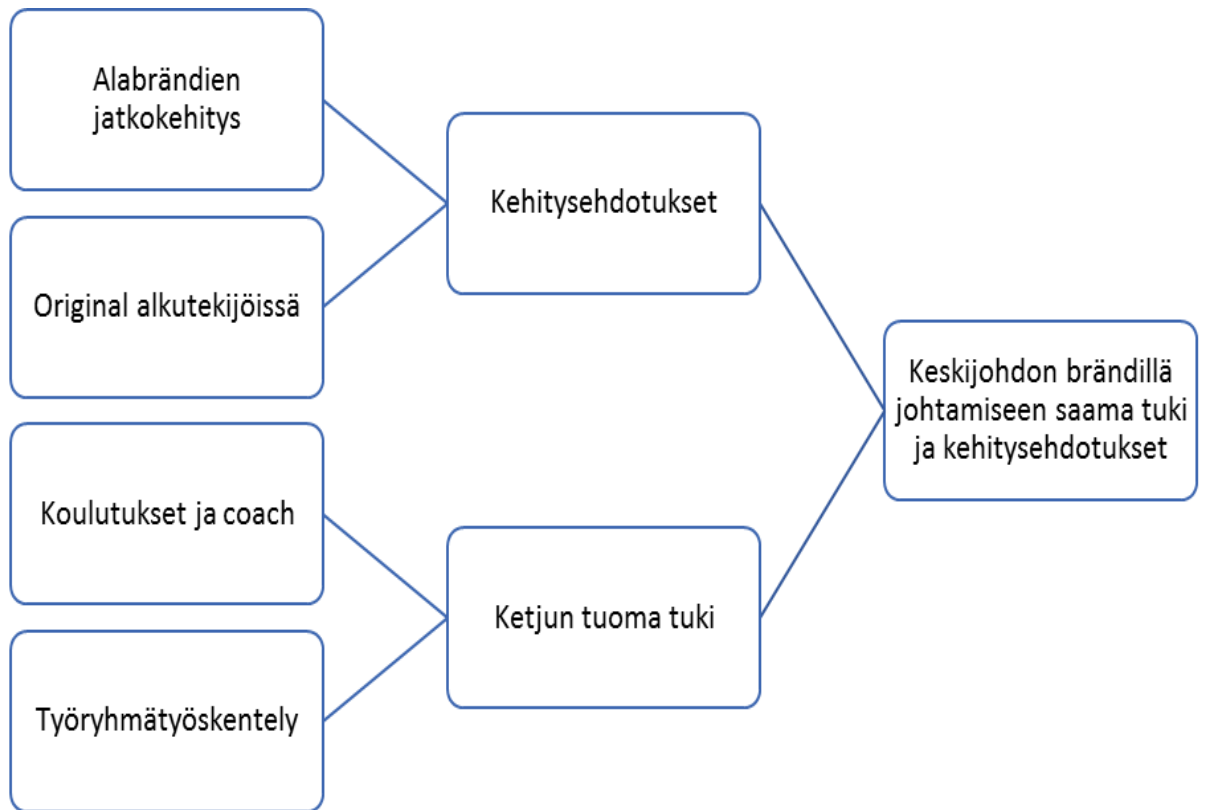 Alabrändien
jatkokehitys
Original alkutekijöissä
Koulutukset ja coach
Työryhmätyöskentely
Kehitysehdotukset
Ketjun tuoma tuki
Keskijohdon brändillä
johtamiseen saama tuki
ja kehitysehdotukset